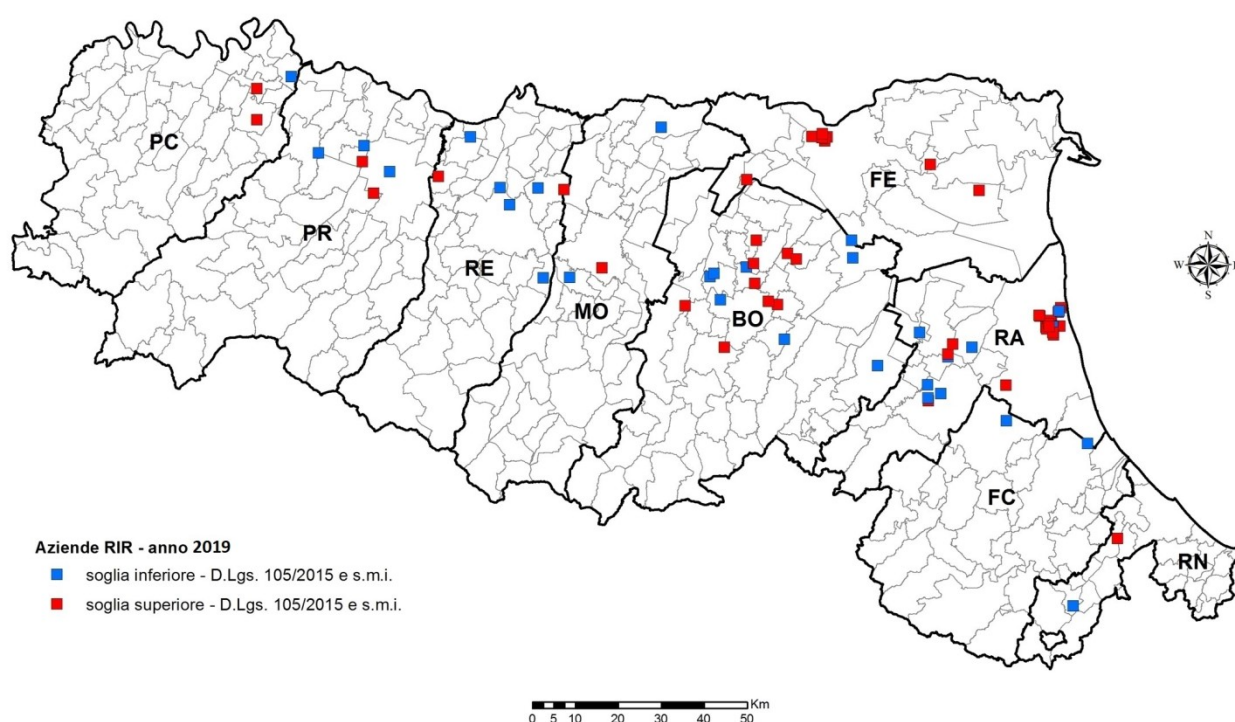 PC
PR
RE
MO
BO
FE
RA
FC
RN
N
W E
S
Aziende RIR - anno 2019
soglia inferiore - D.Lgs. 105/2015 e s.m.i.
soglia superiore - D.Lgs. 105/2015 e s.m.i.
Km
0 5 10 20 30 40 50